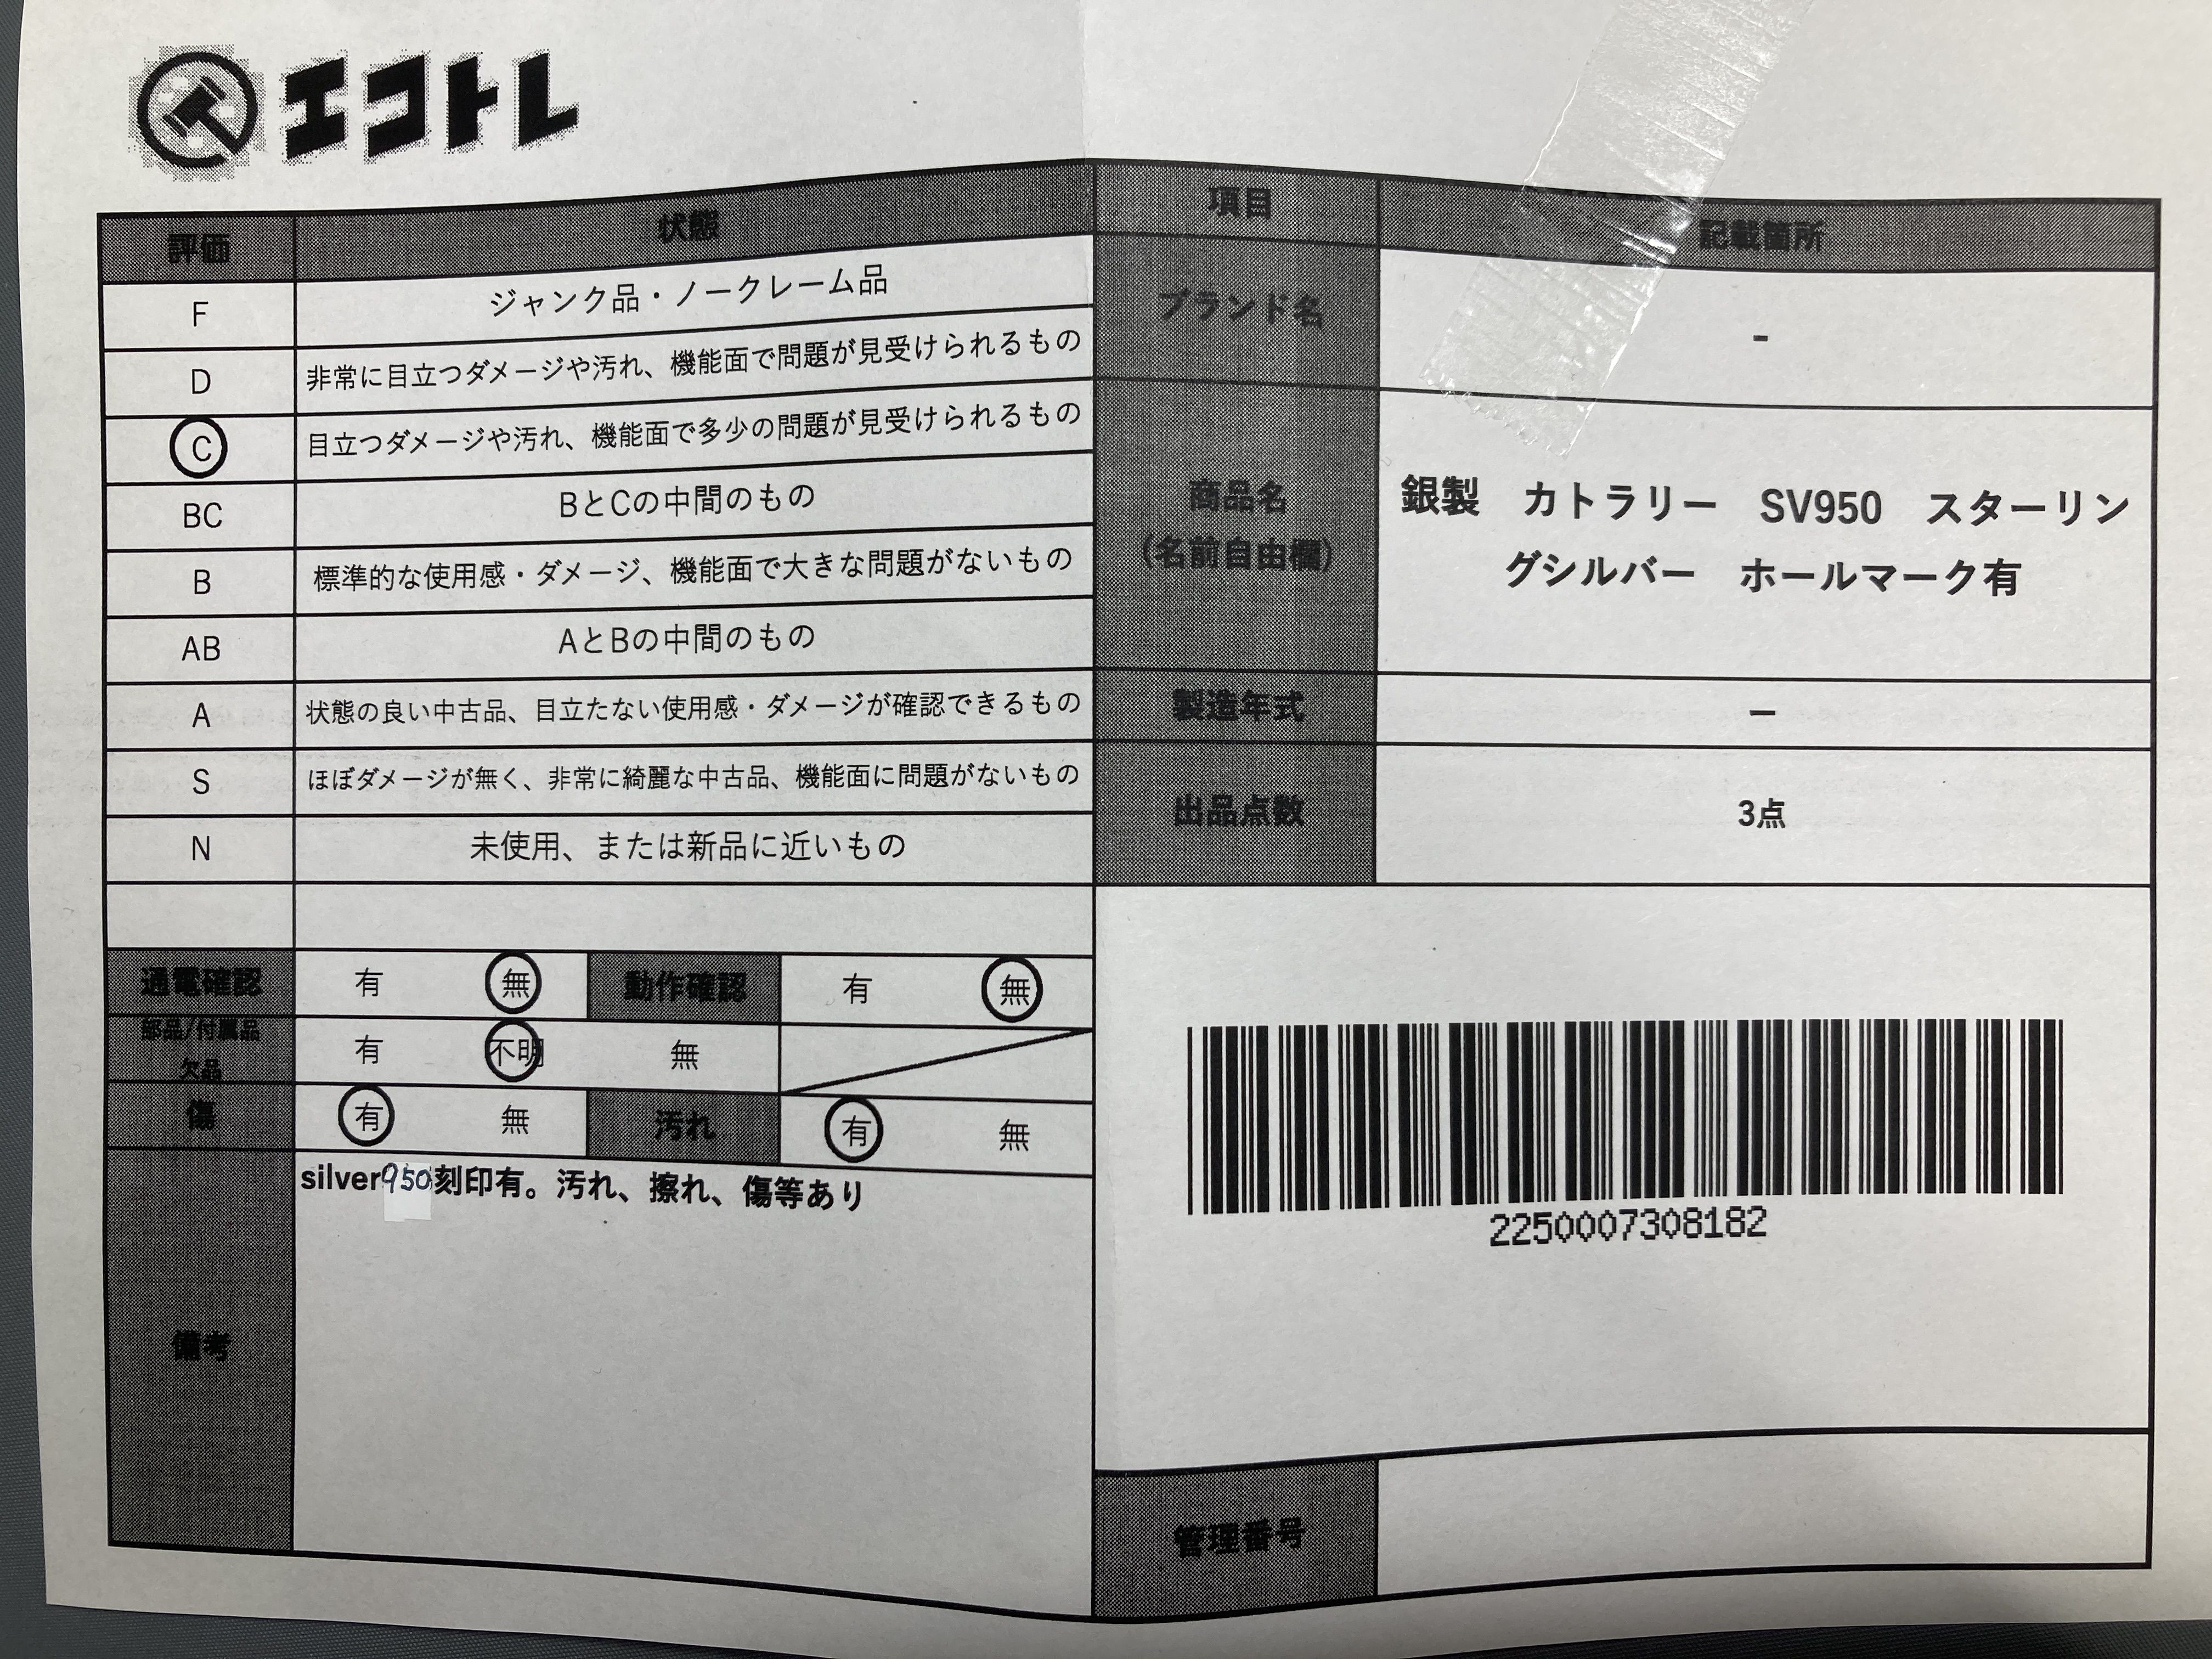 エコトレ
評価 状態
F ジャンク品・ノークレーム品
D 非常に目立つダメージや汚れ、機能面で問題が見受けられるもの
C 目立つダメージや汚れ、機能面で多少の問題が見受けられるもの
BC BとCの中間のもの
B 標準的な使用感・ダメージ、機能面で大きな問題がないもの
AB AとBの中間のもの
A 状態の良い中古品、目立たない使用感・ダメージが確認できるもの
S ほぼダメージが無く、非常に綺麗な中古品、機能面に問題がないもの
N 未使用、または新品に近いもの
通電確認 有 無 動作確認 有 無
部品/付属品
欠品 有 不明 無
傷 有 無 汚れ 有 無
備考 silver950刻印有。汚れ、擦れ、傷等あり
項目 記載箇所
ブランド名 -
商品名
(名前自由欄)
銀製 カトラリー SV950 スターリン
グシルバー ホールマーク有
製造年式 ー
出品点数 3点
2250007308182
管理番号